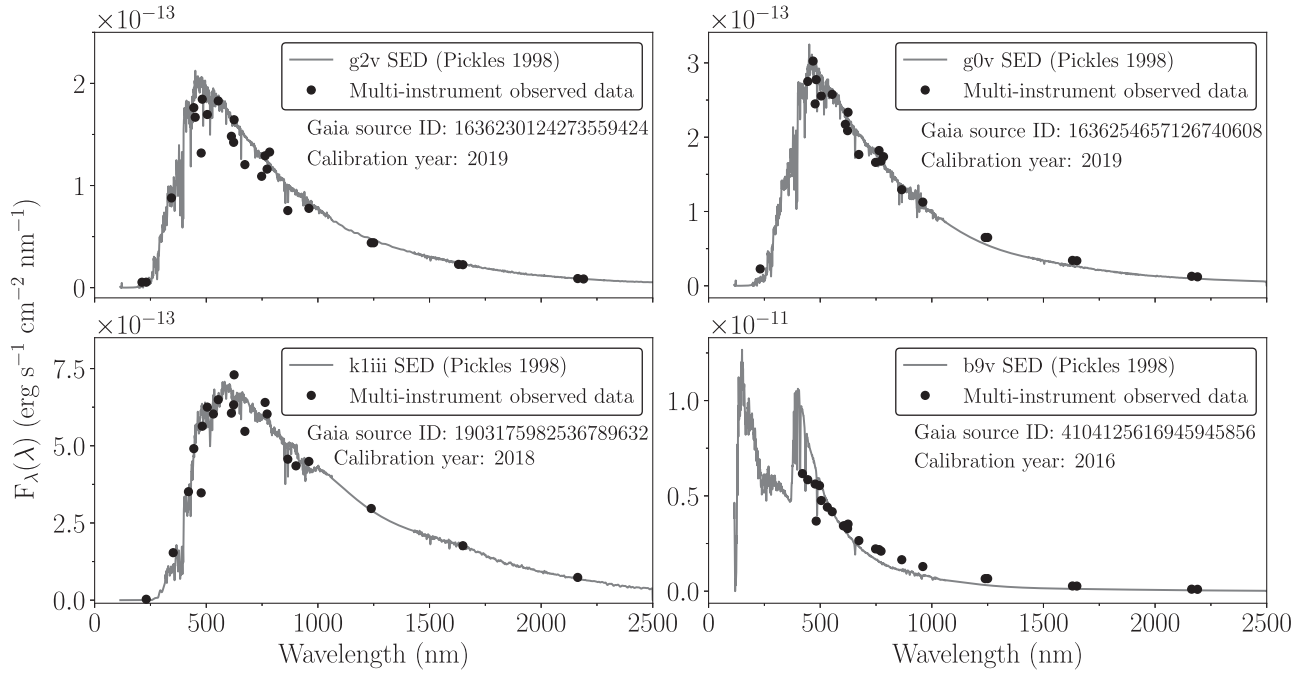 ×10−13
g2v SED (Pickles 1998)
Multi-instrument observed data
Gaia source ID: 1636230124273559424
Calibration year: 2019
2
1
0
×10−13
g0v SED (Pickles 1998)
Multi-instrument observed data
Gaia source ID: 1636254657126740608
Calibration year: 2019
3
2
1
0
Fλ(λ) (erg s−1 cm−2 nm−1)
×10−13
k1iii SED (Pickles 1998)
Multi-instrument observed data
Gaia source ID: 1903175982536789632
Calibration year: 2018
7.5
5.0
2.5
0.0
0 500 1000 1500 2000 2500
Wavelength (nm)
×10−11
b9v SED (Pickles 1998)
Multi-instrument observed data
Gaia source ID: 4104125616945945856
Calibration year: 2016
1.0
0.5
0.0
0 500 1000 1500 2000 2500
Wavelength (nm)